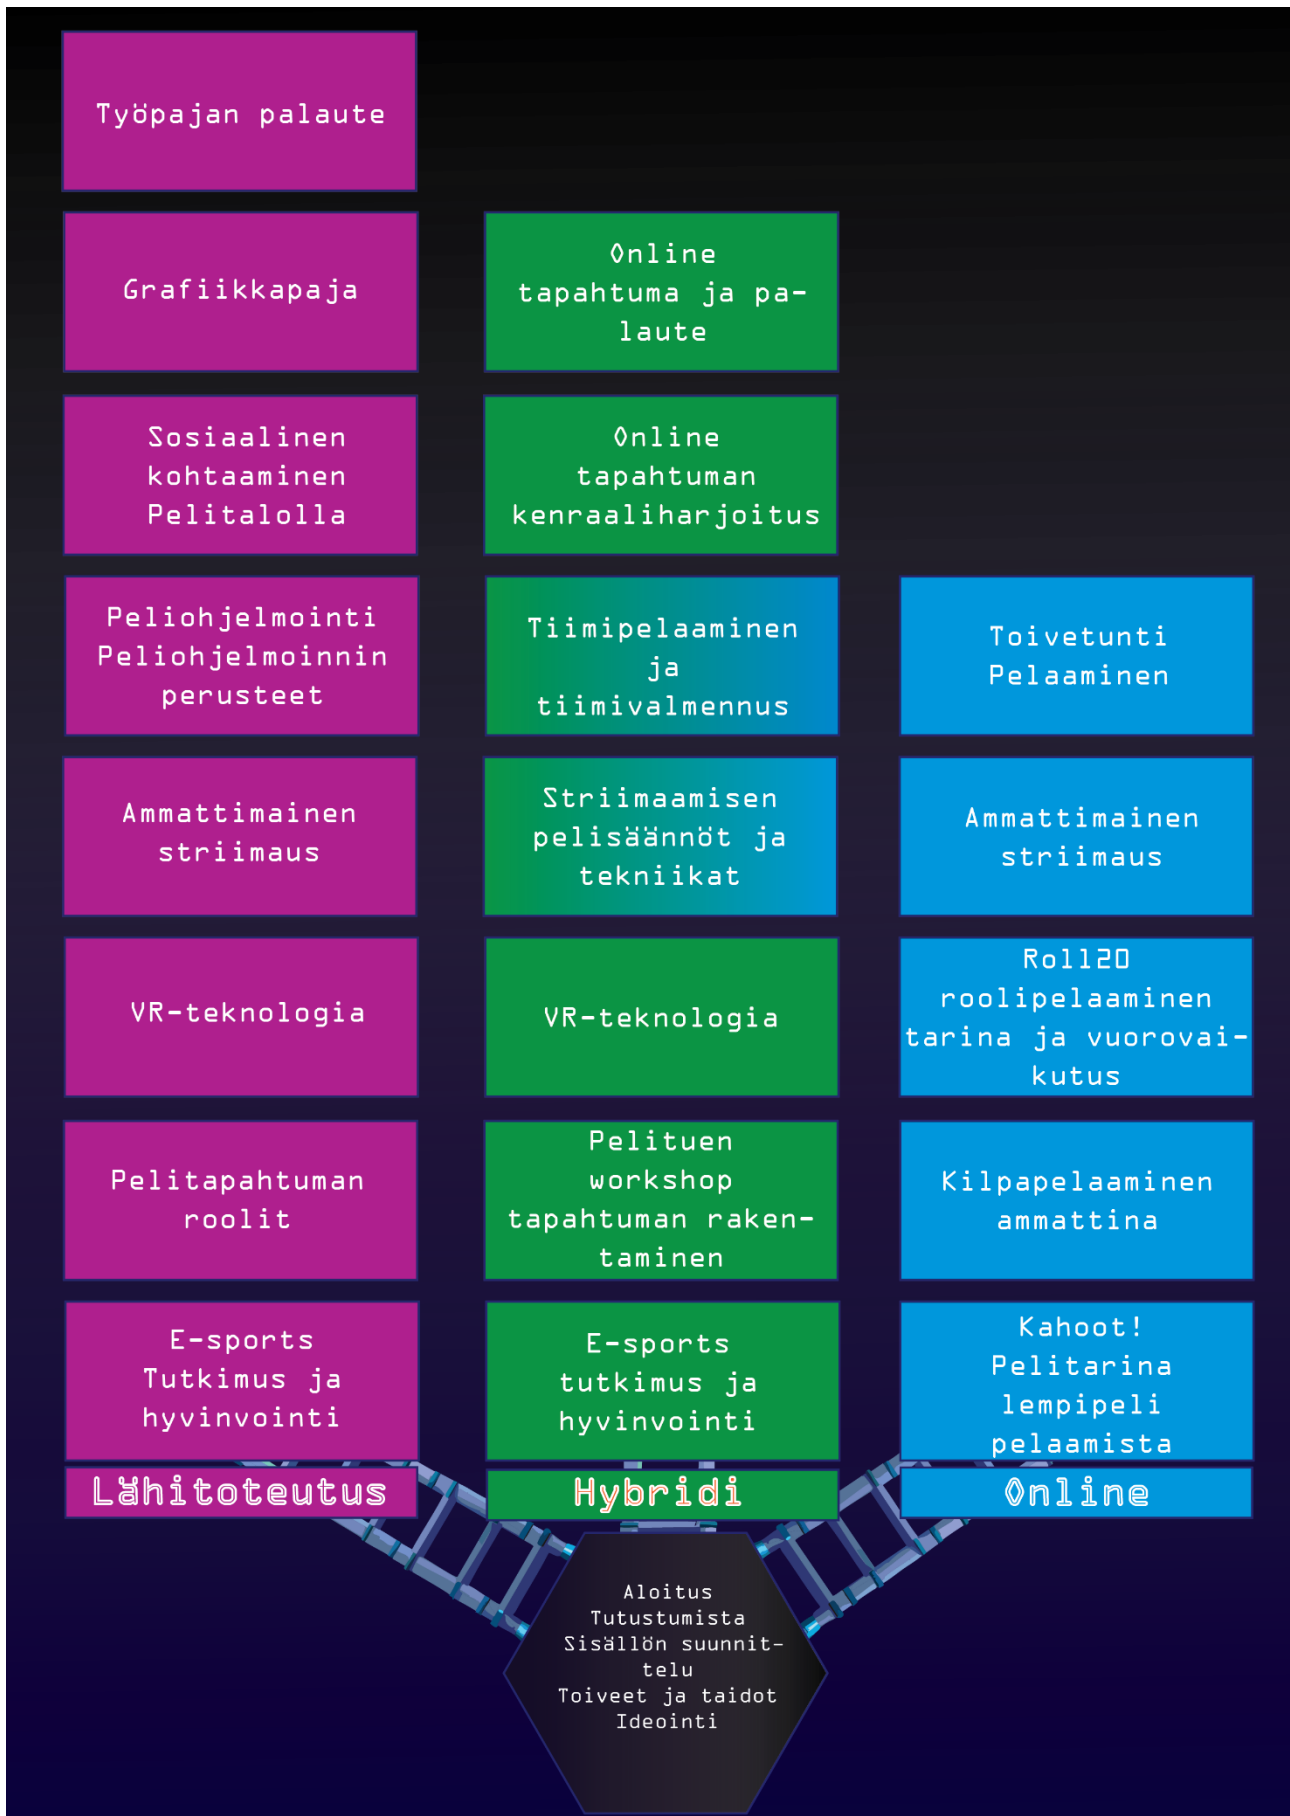 Työpajan palaute
Grafiikkapaja
Online
tapahtuma ja pa-
laute
Sosiaalinen
kohtaaminen
Pelitalolla
Online
tapahtuman
kenraaliharjoitus
Peliohjelmointi
Peliohjelmoinnin
perusteet
Tiimipelaaminen
ja
tiimivalmennus
Toivetunti
Pelaaminen
Ammattimainen
striimaus
Striimaamisen
pelisäännöt ja
tekniikat
Ammattimainen
striimaus
VR-teknologia
VR-teknologia
Roll20
roolipelaaminen
tarina ja vuorovai-
kutus
Pelitapahtuman
roolit
Pelituen
workshop
tapahtuman raken-
taminen
Kilpapelaaminen
ammattina
E-sports
Tutkimus ja
hyvinvointi
E-sports
tutkimus ja
hyvinvointi
Kahoot!
Pelitarina
lempipeli
pelaamista
Lähitoteutus
Hybridi
Online
Aloitus
Tutustumista
Sisällön suunnit-
telu
Toiveet ja taidot
Ideointi